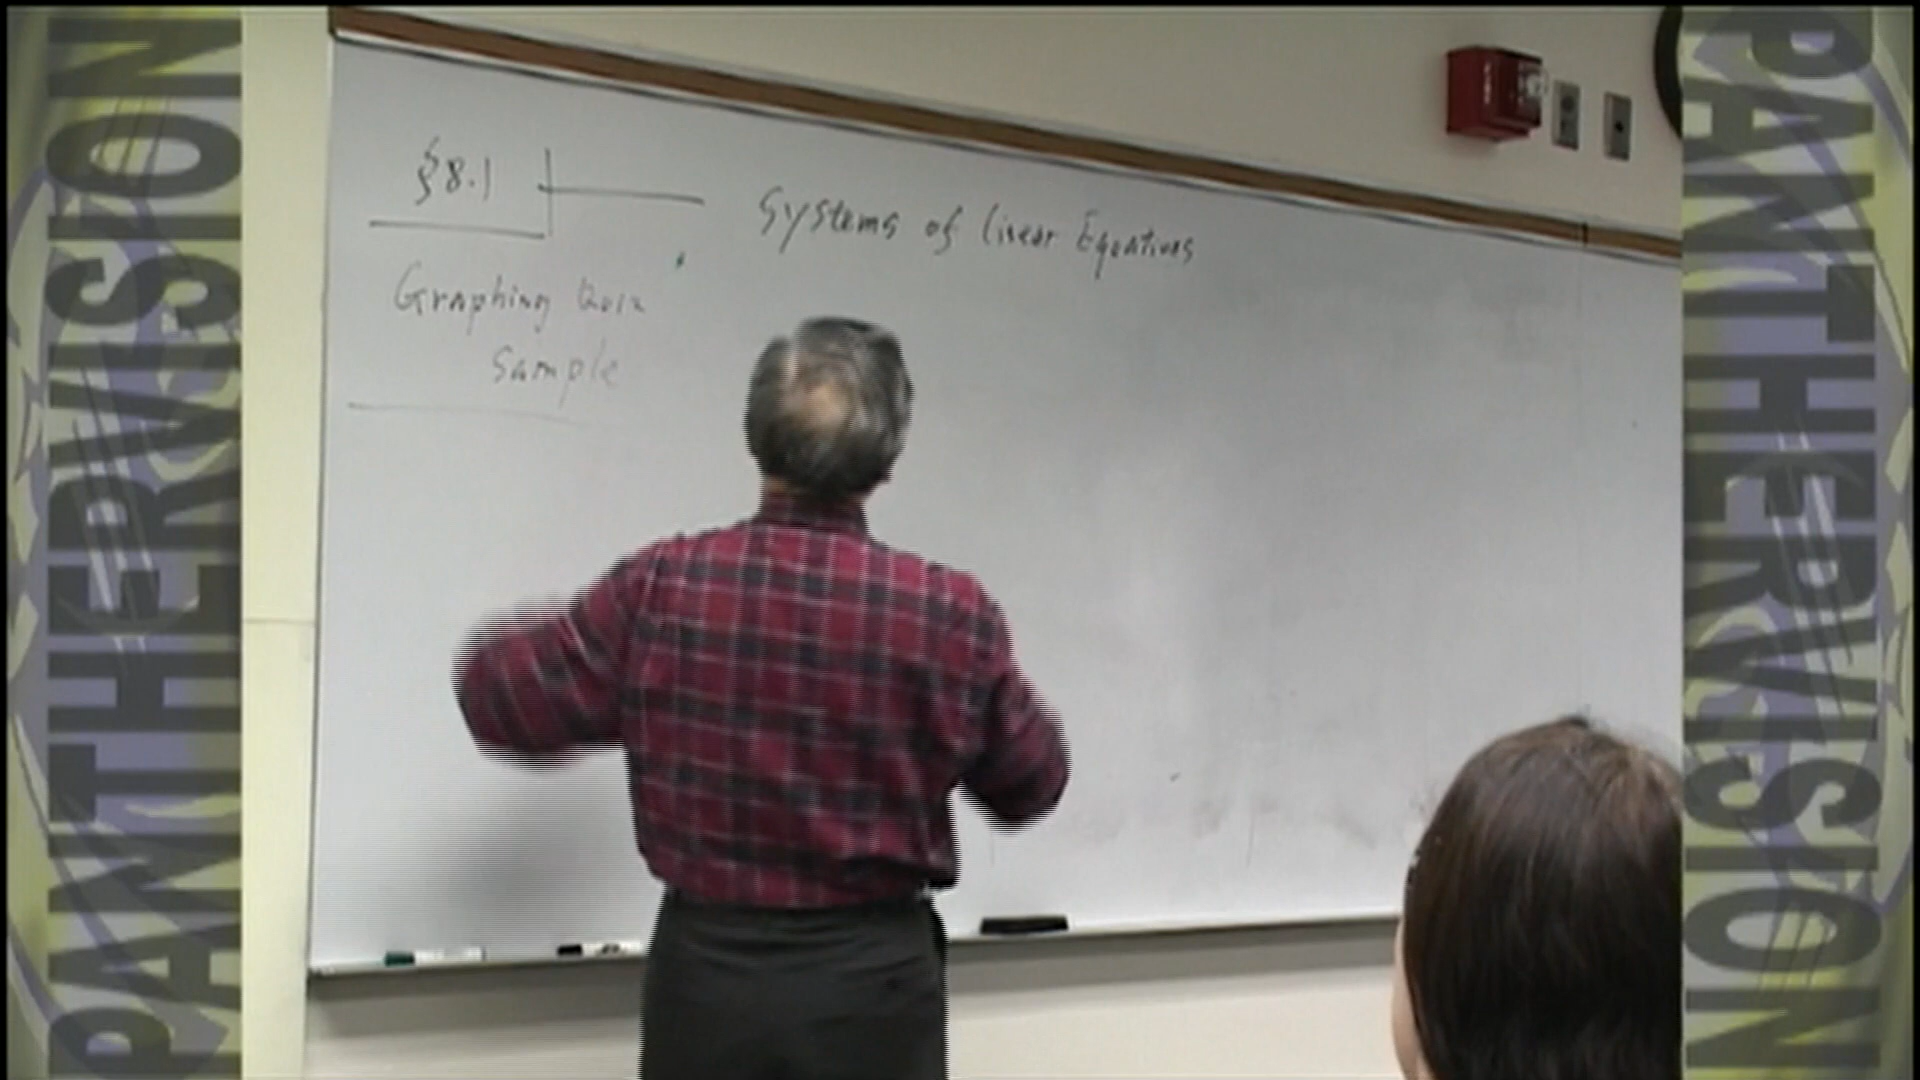 PANTHERVISION
§8.1
Systems of Linear Equations
Graphing Quiz
Sample
PANTHERVISION